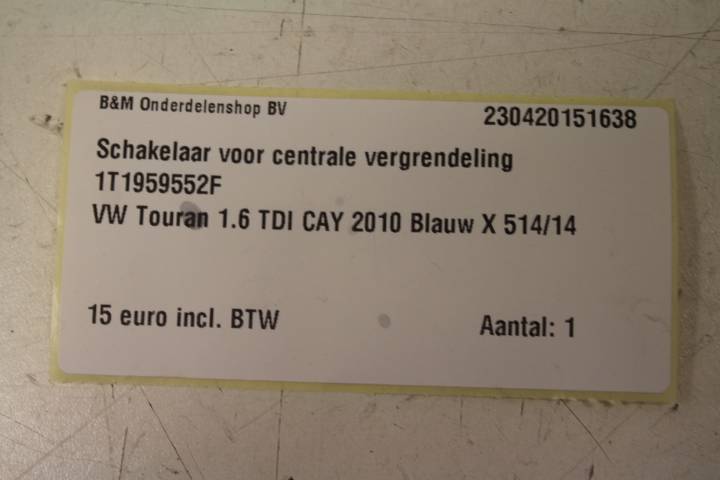 B&M Onderdelenshop BV 230420151638
Schakelaar voor centrale vergrendeling
1T1959552F
VW Touran 1.6 TDI CAY 2010 Blauw X 514/14
15 euro incl. BTW Aantal: 1